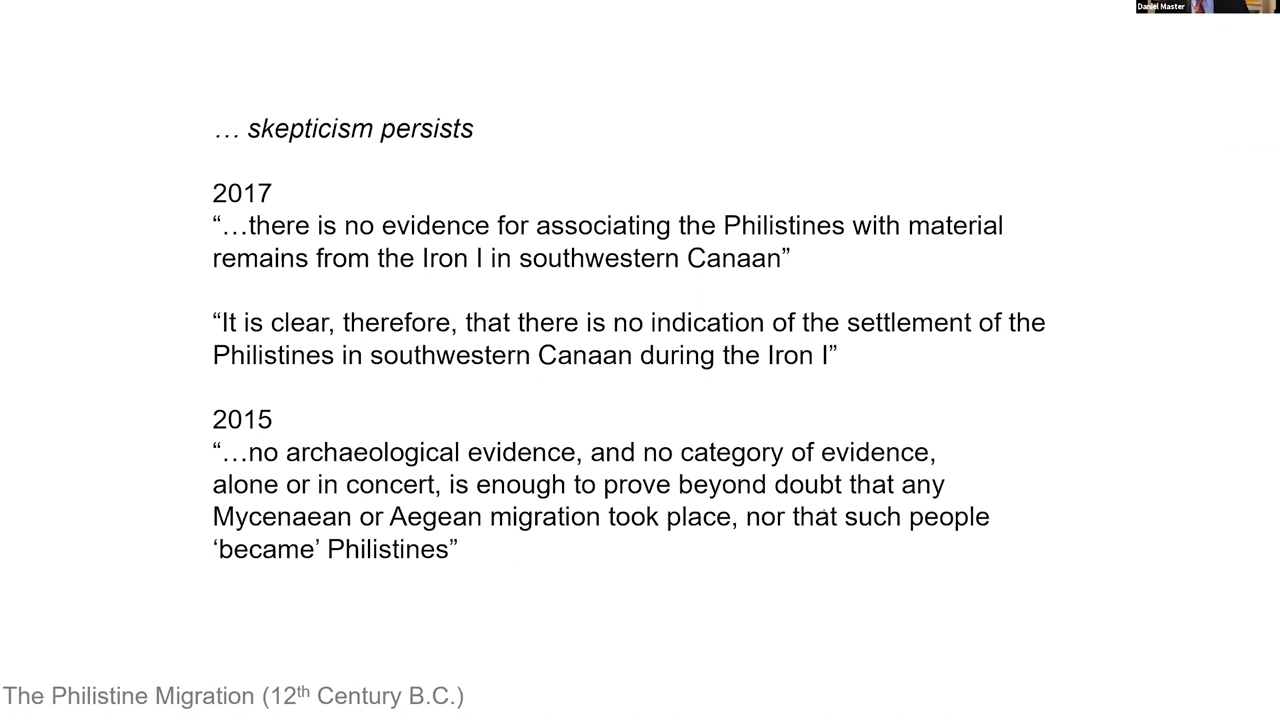 Daniel Master
… skepticism persists
2017
“…there is no evidence for associating the Philistines with material
remains from the Iron I in southwestern Canaan”
“It is clear, therefore, that there is no indication of the settlement of the
Philistines in southwestern Canaan during the Iron I”
2015
“…no archaeological evidence, and no category of evidence,
alone or in concert, is enough to prove beyond doubt that any
Mycenaean or Aegean migration took place, nor that such people
‘became’ Philistines”
The Philistine Migration (12th Century B.C.)